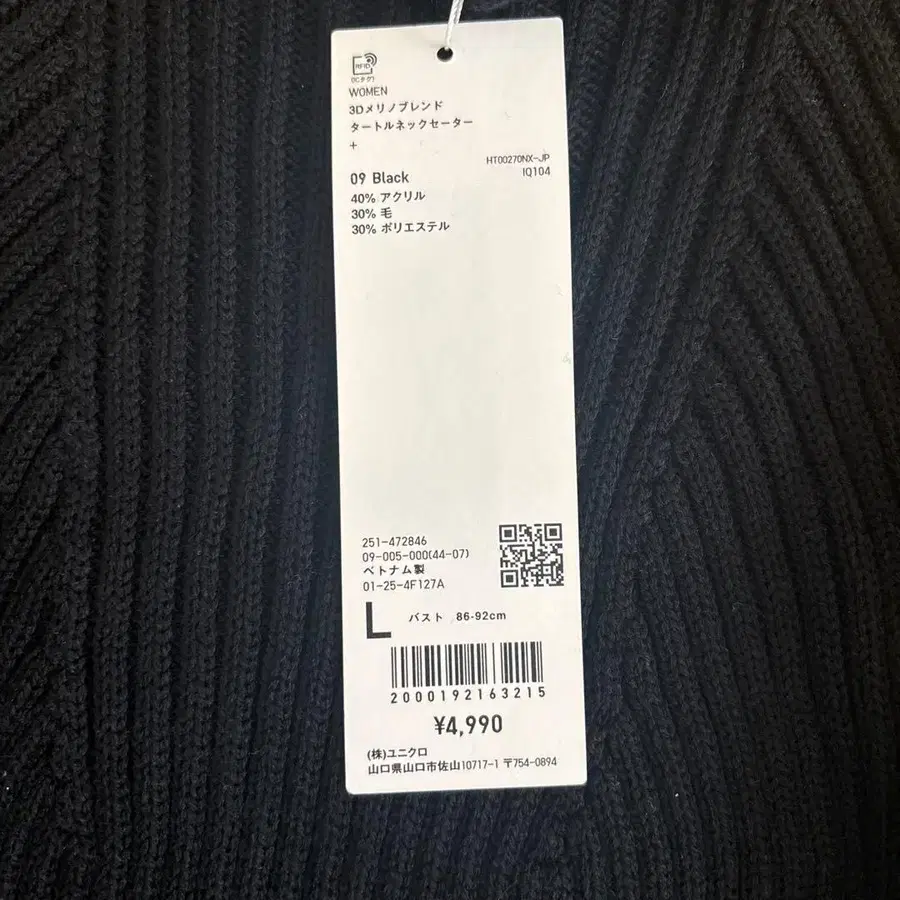 RFID
(ICタグ)
WOMEN
3Dメリノブレンド
タートルネックセーター
+
HT00270NX-JP
IQ104
09 Black
40% アクリル
30% 毛
30% ポリエステル
251-472846
09-005-000(44-07)
ベトナム製
01-25-4F127A
L バスト 86-92cm
2000192163215
¥4,990
(株)ユニクロ
山口県山口市佐山10717-1 〒754-0894